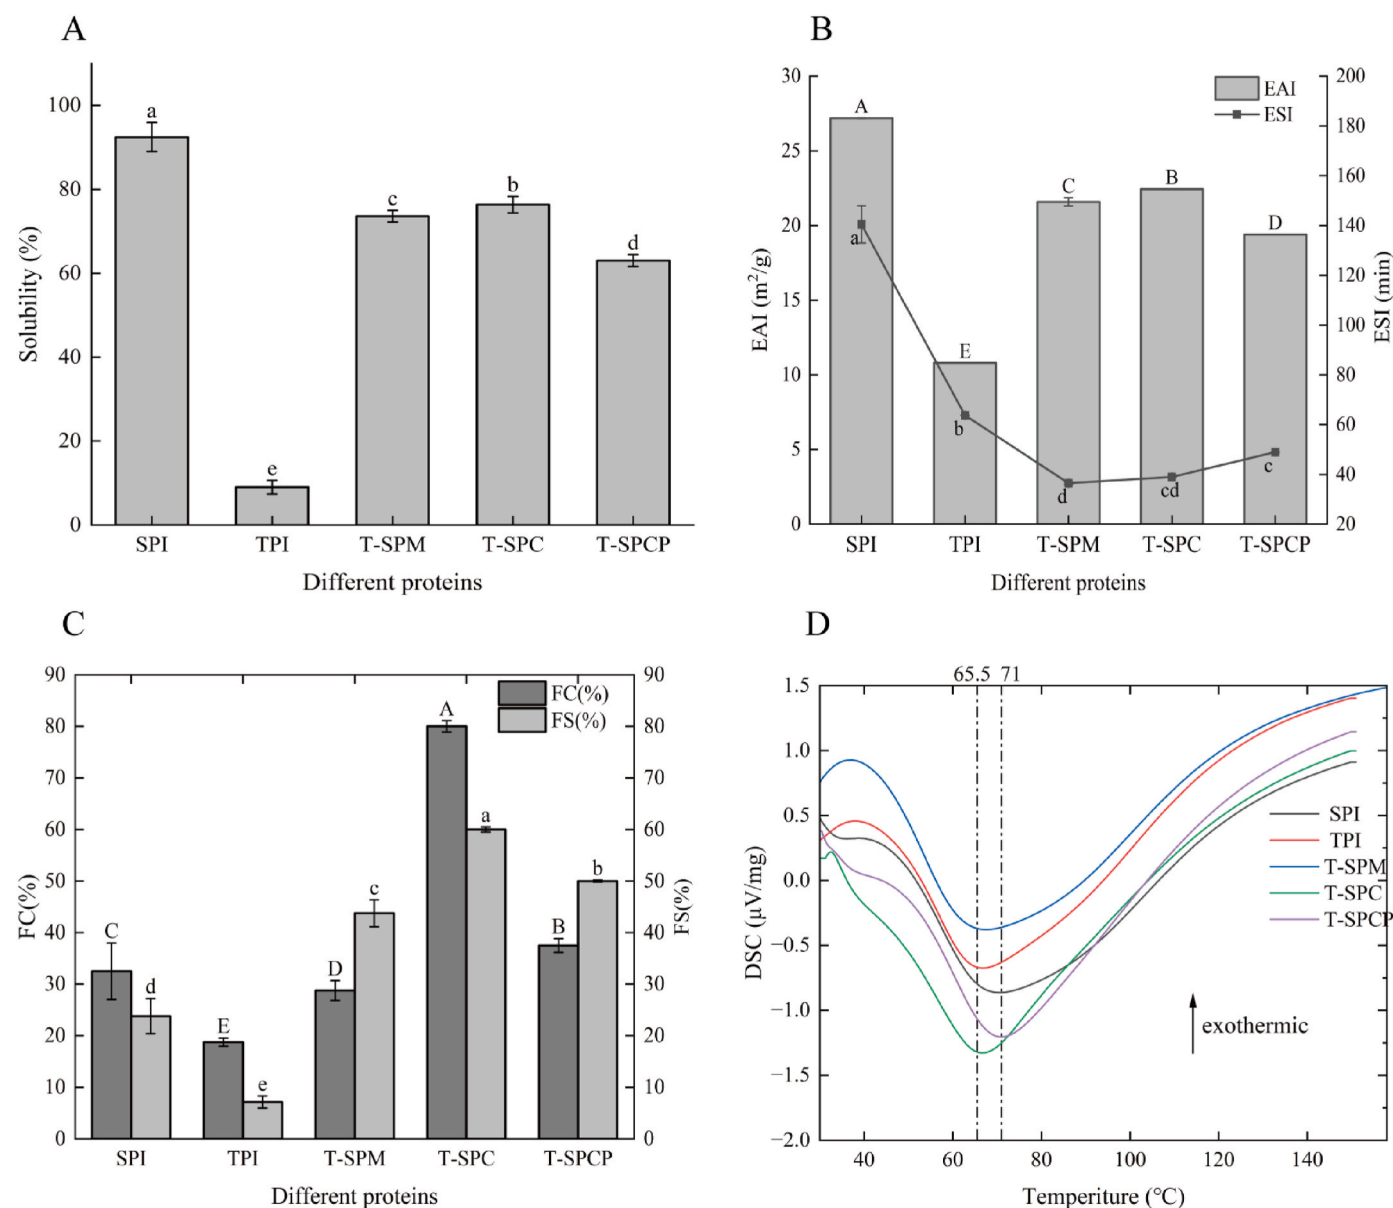 A
100
80
60
40
20
0
Solubility (%)
a
e
c
b
d
SPI
TPI
T-SPM
T-SPC
T-SPCP
Different proteins
B
30
25
20
15
10
5
0
EAI (m²/g)
200
180
160
140
120
100
80
60
40
20
ESI (min)
EAI
ESI
A
E
C
B
D
a
b
d
cd
c
SPI
TPI
T-SPM
T-SPC
T-SPCP
Different proteins
C
90
80
70
60
50
40
30
20
10
0
FC(%)
90
80
70
60
50
40
30
20
10
0
FS(%)
FC(%)
FS(%)
C
d
E
e
D
c
A
a
B
b
SPI
TPI
T-SPM
T-SPC
T-SPCP
Different proteins
D
65.5 71
1.5
1.0
0.5
0.0
−0.5
−1.0
−1.5
−2.0
DSC (μV/mg)
SPI
TPI
T-SPM
T-SPC
T-SPCP
exothermic
40
60
80
100
120
140
Temperiture (°C)